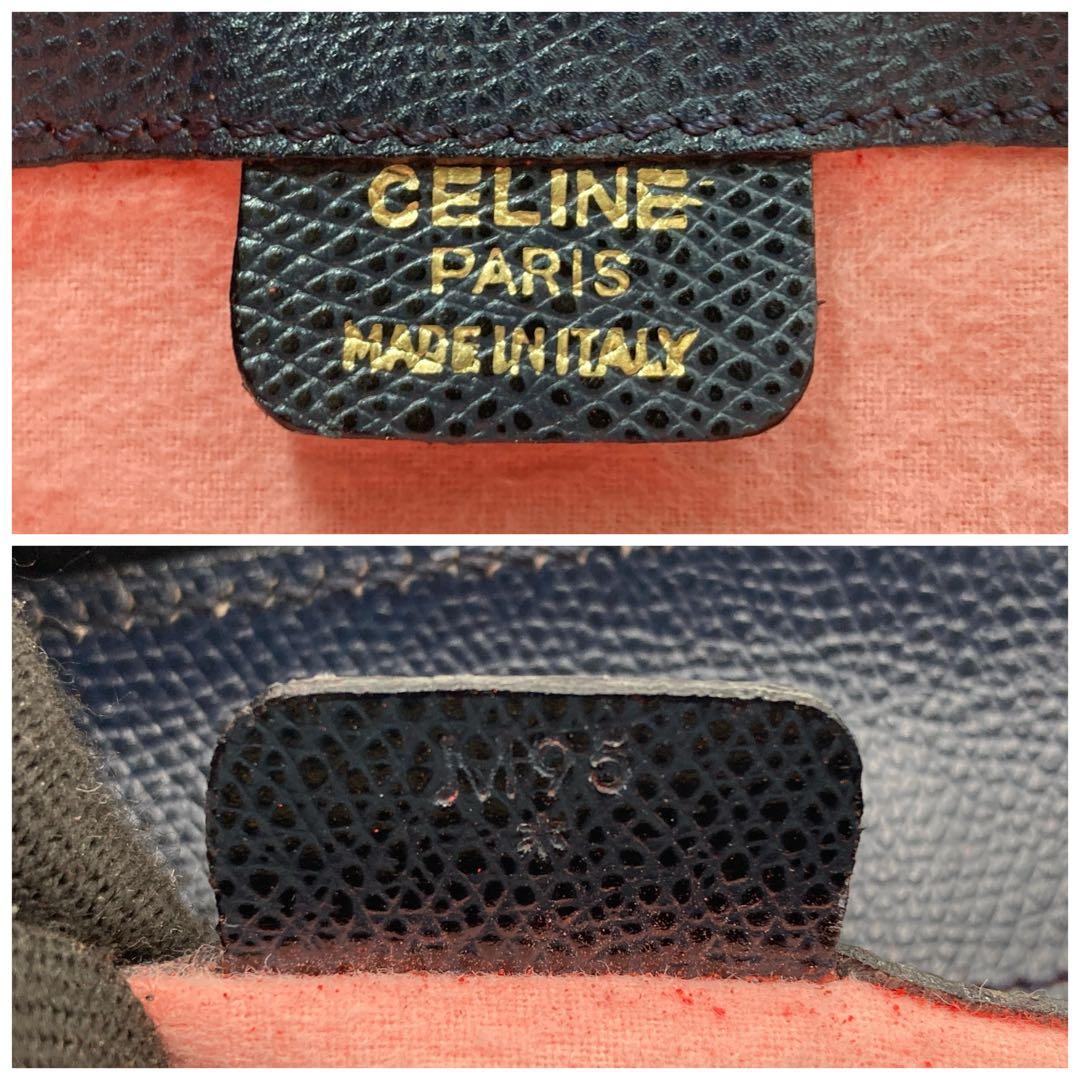 CELINE
PARIS
MADE IN ITALY
M95
*